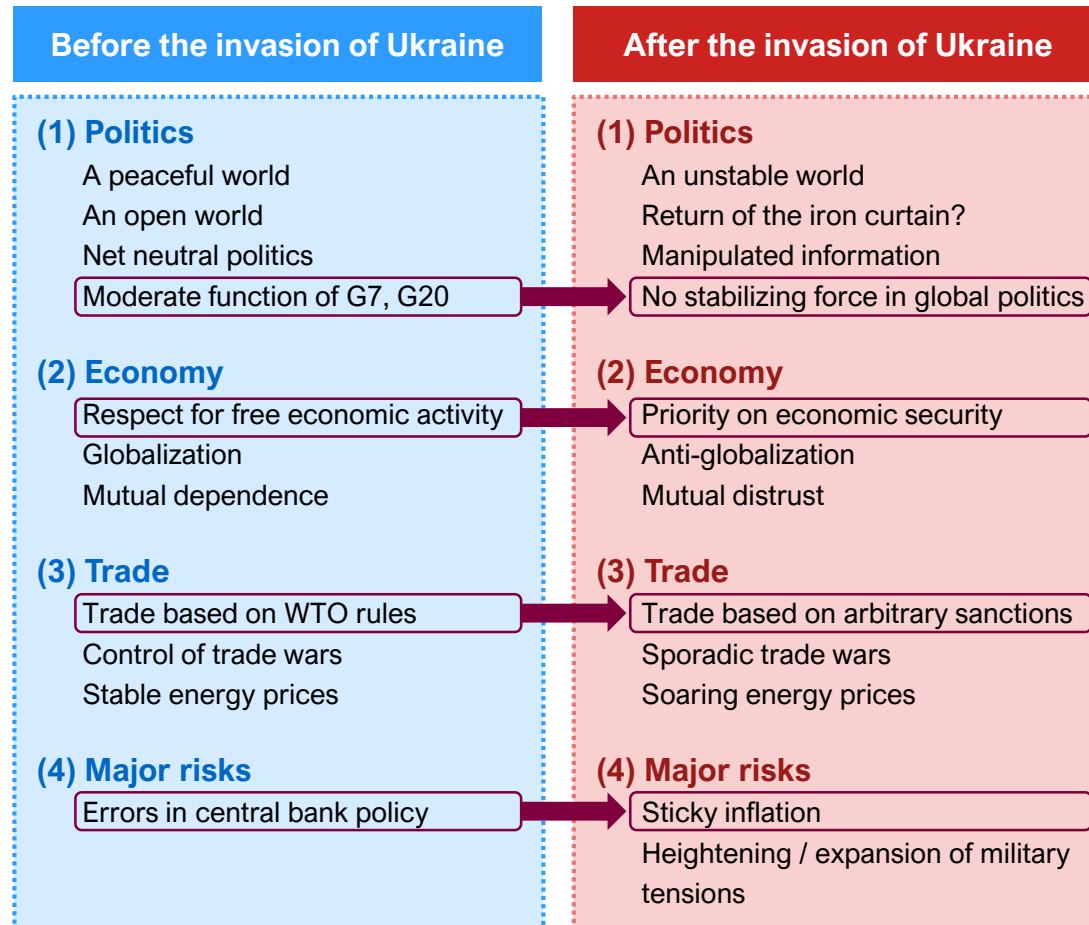 Before the invasion of Ukraine
(1) Politics
A peaceful world
An open world
Net neutral politics
Moderate function of G7, G20
(2) Economy
Respect for free economic activity
Globalization
Mutual dependence
(3) Trade
Trade based on WTO rules
Control of trade wars
Stable energy prices
(4) Major risks
Errors in central bank policy
After the invasion of Ukraine
(1) Politics
An unstable world
Return of the iron curtain?
Manipulated information
No stabilizing force in global politics
(2) Economy
Priority on economic security
Anti-globalization
Mutual distrust
(3) Trade
Trade based on arbitrary sanctions
Sporadic trade wars
Soaring energy prices
(4) Major risks
Sticky inflation
Heightening / expansion of military
tensions